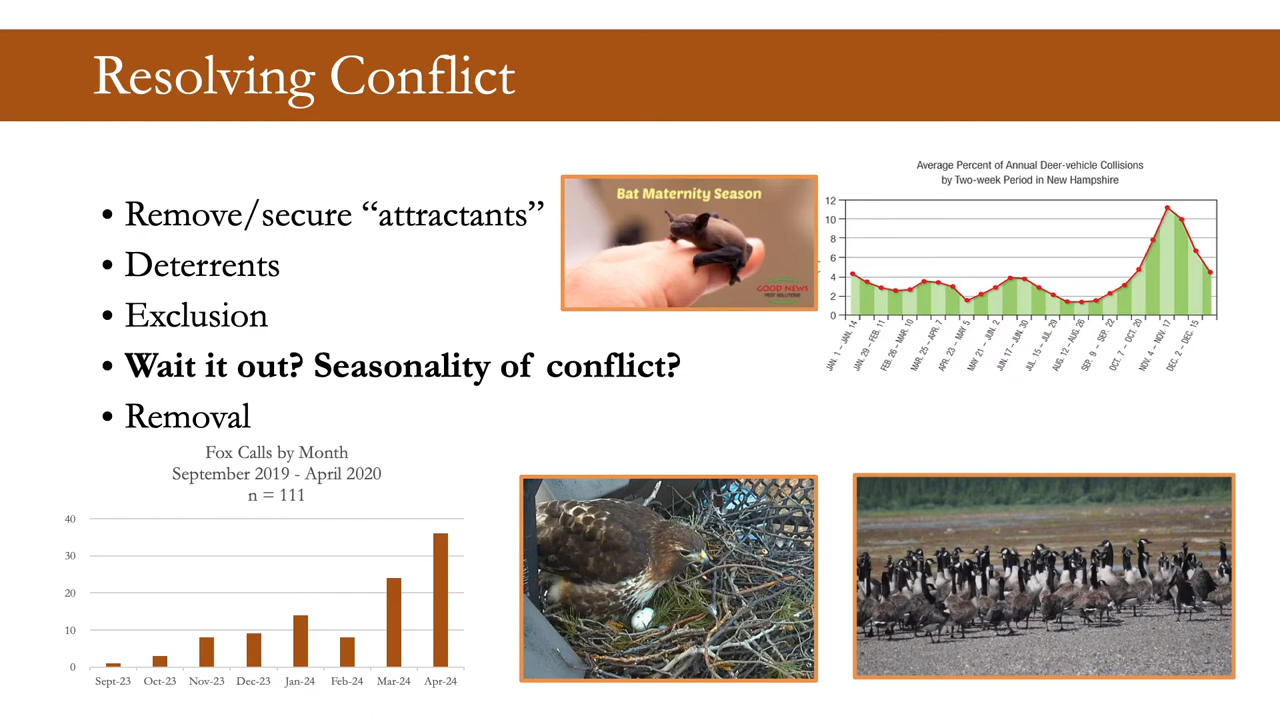 Resolving Conflict
• Remove/secure “attractants”
• Deterrents
• Exclusion
• Wait it out? Seasonality of conflict?
• Removal
Bat Maternity Season
GOOD NEWS
PEST SOLUTIONS
Average Percent of Annual Deer-vehicle Collisions
by Two-week Period in New Hampshire
12
10
8
6
4
2
0
JAN. 1 – JAN. 14
JAN. 29 – FEB. 11
FEB. 26 – MAR. 10
MAR. 25 – APR. 7
APR. 23 – MAY 5
MAY 21 – JUN. 2
JUN. 17 – JUN. 30
JUL. 15 – JUL. 29
AUG. 12 – AUG. 26
SEP. 9 – SEP. 22
OCT. 7 – OCT. 20
NOV. 4 – NOV. 17
DEC. 2 – DEC. 15
Fox Calls by Month
September 2019 - April 2020
n = 111
40
30
20
10
0
Sept-23 Oct-23 Nov-23 Dec-23 Jan-24 Feb-24 Mar-24 Apr-24